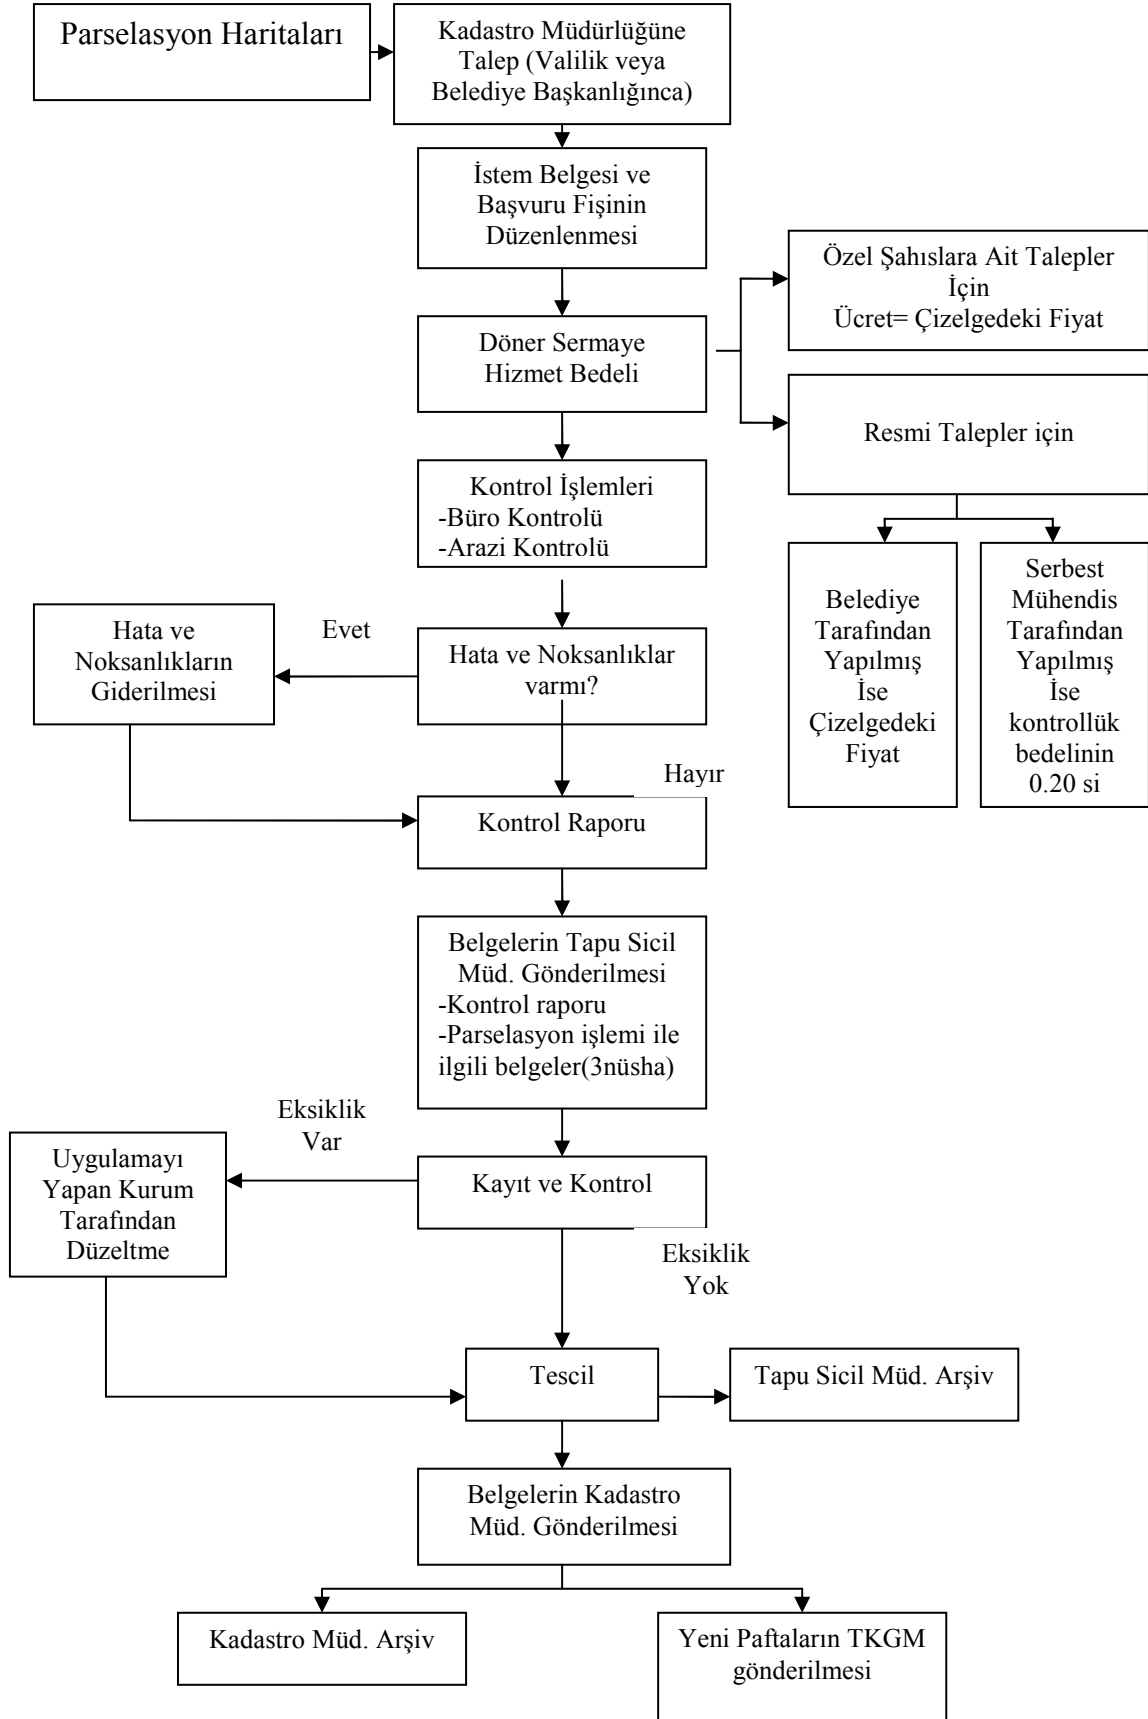 Parselasyon Haritaları
Kadastro Müdürlüğüne
Talep (Valilik veya
Belediye Başkanlığınca)
İstem Belgesi ve
Başvuru Fişinin
Düzenlenmesi
Döner Sermaye
Hizmet Bedeli
Özel Şahıslara Ait Talepler
İçin
Ücret= Çizelgedeki Fiyat
Resmi Talepler için
Belediye
Tarafından
Yapılmış
İse
Çizelgedeki
Fiyat
Serbest
Mühendis
Tarafından
Yapılmış
İse
kontrollük
bedelinin
0.20 si
Kontrol İşlemleri
-Büro Kontrolü
-Arazi Kontrolü
Hata ve Noksanlıklar
varmı?
Evet
Hata ve
Noksanlıkların
Giderilmesi
Hayır
Kontrol Raporu
Belgelerin Tapu Sicil
Müd. Gönderilmesi
-Kontrol raporu
-Parselasyon işlemi ile
ilgili belgeler(3nüsha)
Eksiklik
Var
Uygulamayı
Yapan Kurum
Tarafından
Düzeltme
Kayıt ve Kontrol
Eksiklik
Yok
Tescil
Tapu Sicil Müd. Arşiv
Belgelerin Kadastro
Müd. Gönderilmesi
Kadastro Müd. Arşiv
Yeni Paftaların TKGM
gönderilmesi